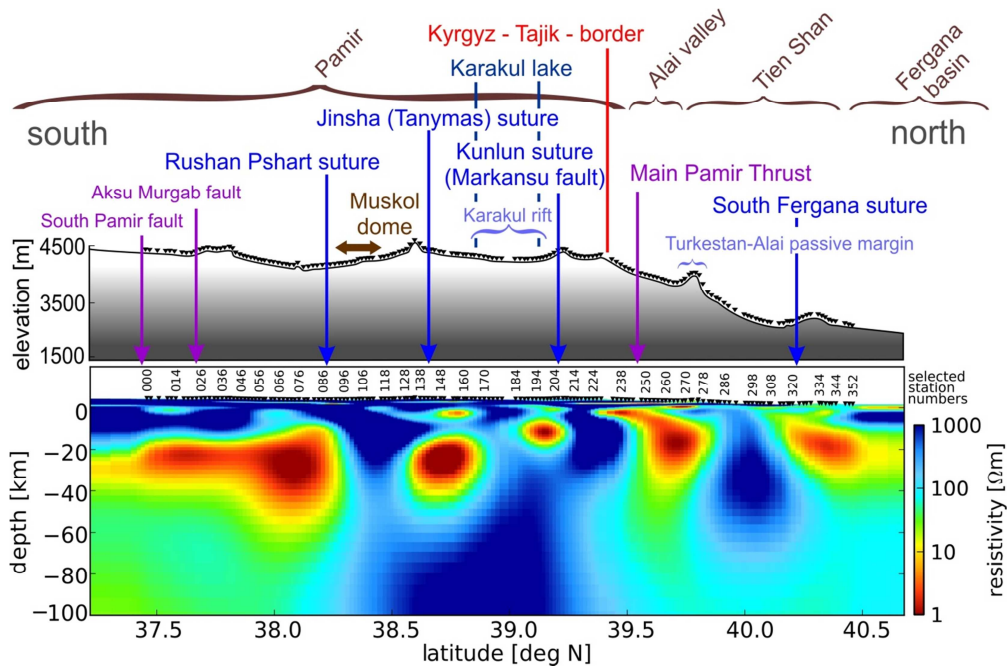 Kyrgyz - Tajik - border
Pamir
Karakul lake
Alai valley
Tien Shan
Fergana
basin
south
north
Jinsha (Tanymas) suture
Rushan Pshart suture
Kunlun suture
(Markansu fault)
Main Pamir Thrust
Aksu Murgab fault
Muskol
dome
South Pamir fault
Karakul rift
South Fergana suture
Turkestan-Alai passive margin
elevation [m]
4500
3500
1500
000 014 026 036 046 056 066 076 086 096 106 118 128 138 148 160 170 184 194 204 214 224 238 250 260 270 278 286 298 308 320 334 344 352
selected
station
numbers
depth [km]
0
−20
−40
−60
−80
−100
37.5 38.0 38.5 39.0 39.5 40.0 40.5
latitude [deg N]
1000
100
10
1
resistivity [Ωm]